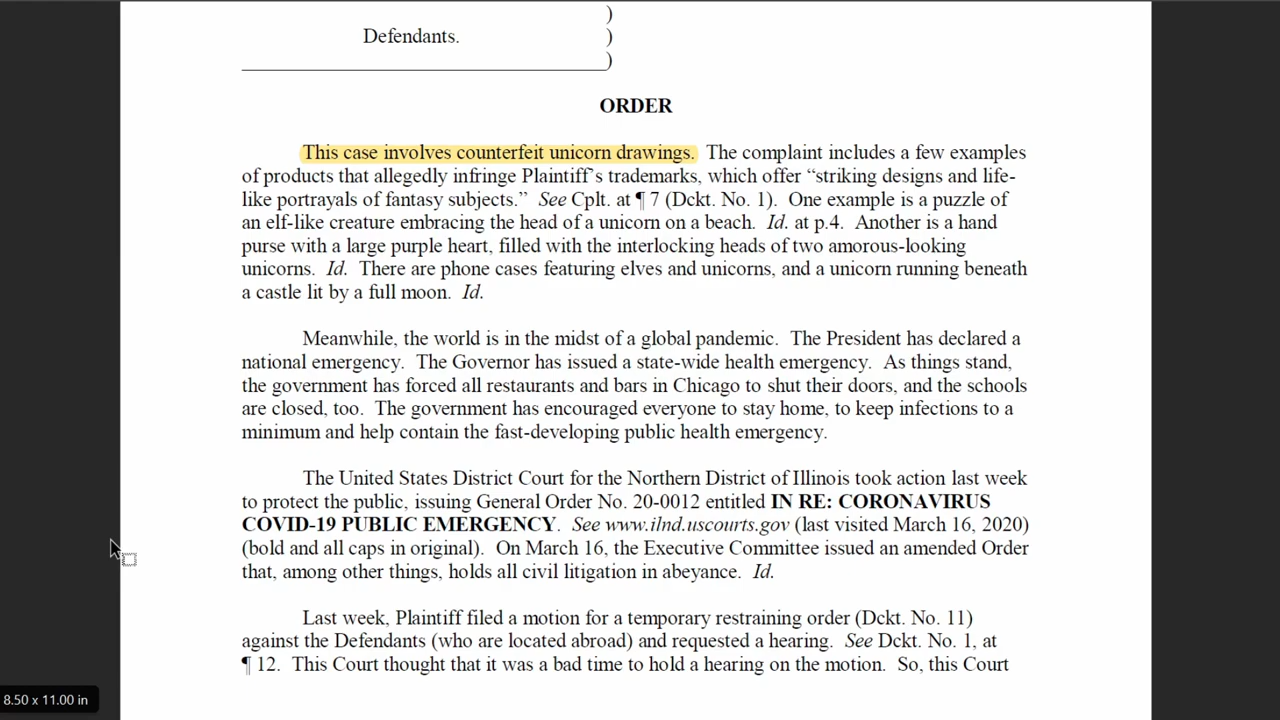 )
Defendants. )
)
ORDER
This case involves counterfeit unicorn drawings. The complaint includes a few examples
of products that allegedly infringe Plaintiff's trademarks, which offer “striking designs and life-
like portrayals of fantasy subjects.” See Cplt. at ¶ 7 (Dckt. No. 1). One example is a puzzle of
an elf-like creature embracing the head of a unicorn on a beach. Id. at p.4. Another is a hand
purse with a large purple heart, filled with the interlocking heads of two amorous-looking
unicorns. Id. There are phone cases featuring elves and unicorns, and a unicorn running beneath
a castle lit by a full moon. Id.
Meanwhile, the world is in the midst of a global pandemic. The President has declared a
national emergency. The Governor has issued a state-wide health emergency. As things stand,
the government has forced all restaurants and bars in Chicago to shut their doors, and the schools
are closed, too. The government has encouraged everyone to stay home, to keep infections to a
minimum and help contain the fast-developing public health emergency.
The United States District Court for the Northern District of Illinois took action last week
to protect the public, issuing General Order No. 20-0012 entitled IN RE: CORONAVIRUS
COVID-19 PUBLIC EMERGENCY. See www.ilnd.uscourts.gov (last visited March 16, 2020)
(bold and all caps in original). On March 16, the Executive Committee issued an amended Order
that, among other things, holds all civil litigation in abeyance. Id.
Last week, Plaintiff filed a motion for a temporary restraining order (Dckt. No. 11)
against the Defendants (who are located abroad) and requested a hearing. See Dckt. No. 1, at
¶ 12. This Court thought that it was a bad time to hold a hearing on the motion. So, this Court
8.50 x 11.00 in